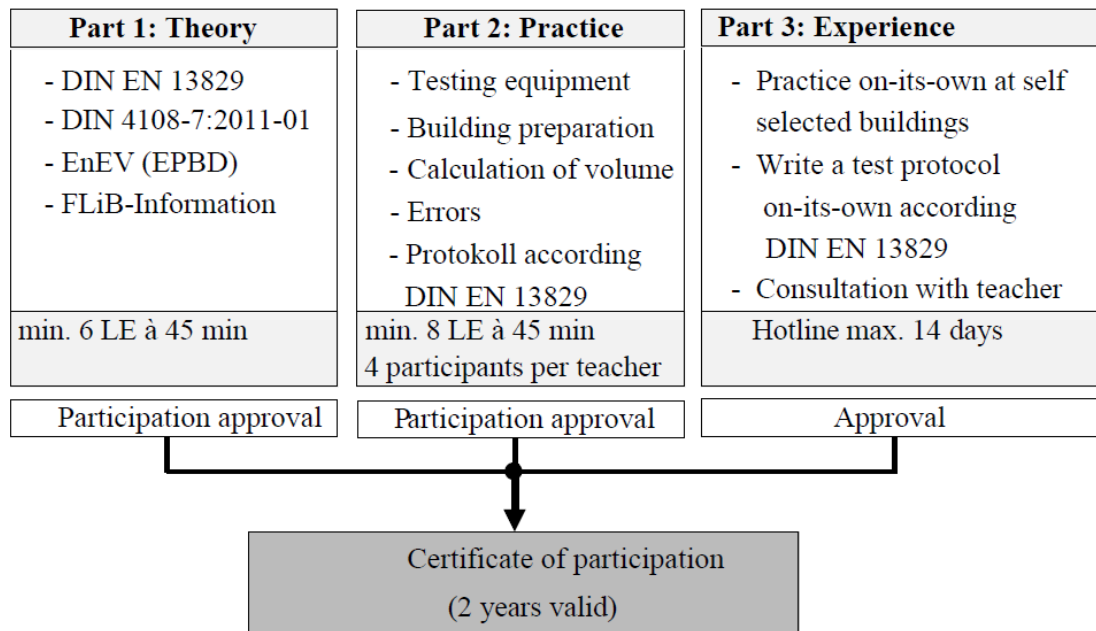 Part 1: Theory
- DIN EN 13829
- DIN 4108-7:2011-01
- EnEV (EPBD)
- FLiB-Information
min. 6 LE à 45 min
Participation approval
Part 2: Practice
- Testing equipment
- Building preparation
- Calculation of volume
- Errors
- Protokoll according
DIN EN 13829
min. 8 LE à 45 min
4 participants per teacher
Participation approval
Part 3: Experience
- Practice on-its-own at self
selected buildings
- Write a test protocol
on-its-own according
DIN EN 13829
- Consultation with teacher
Hotline max. 14 days
Approval
Certificate of participation
(2 years valid)